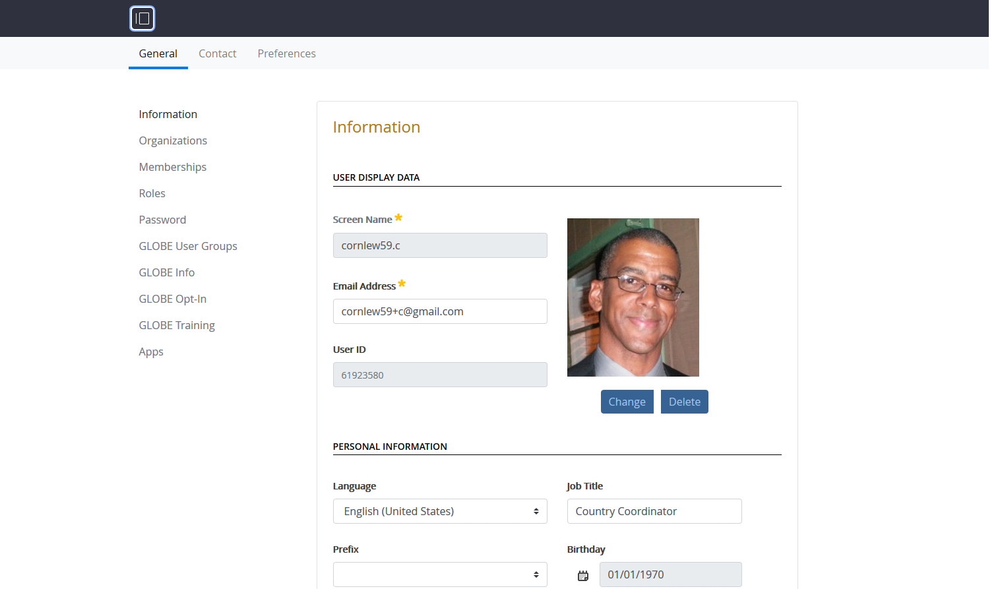 General Contact Preferences
Information
Organizations
Memberships
Roles
Password
GLOBE User Groups
GLOBE Info
GLOBE Opt-In
GLOBE Training
Apps
Information
USER DISPLAY DATA
Screen Name *
cornlew59.c
Email Address *
cornlew59+c@gmail.com
User ID
61923580
Change Delete
PERSONAL INFORMATION
Language
English (United States)
Job Title
Country Coordinator
Prefix
Birthday
01/01/1970